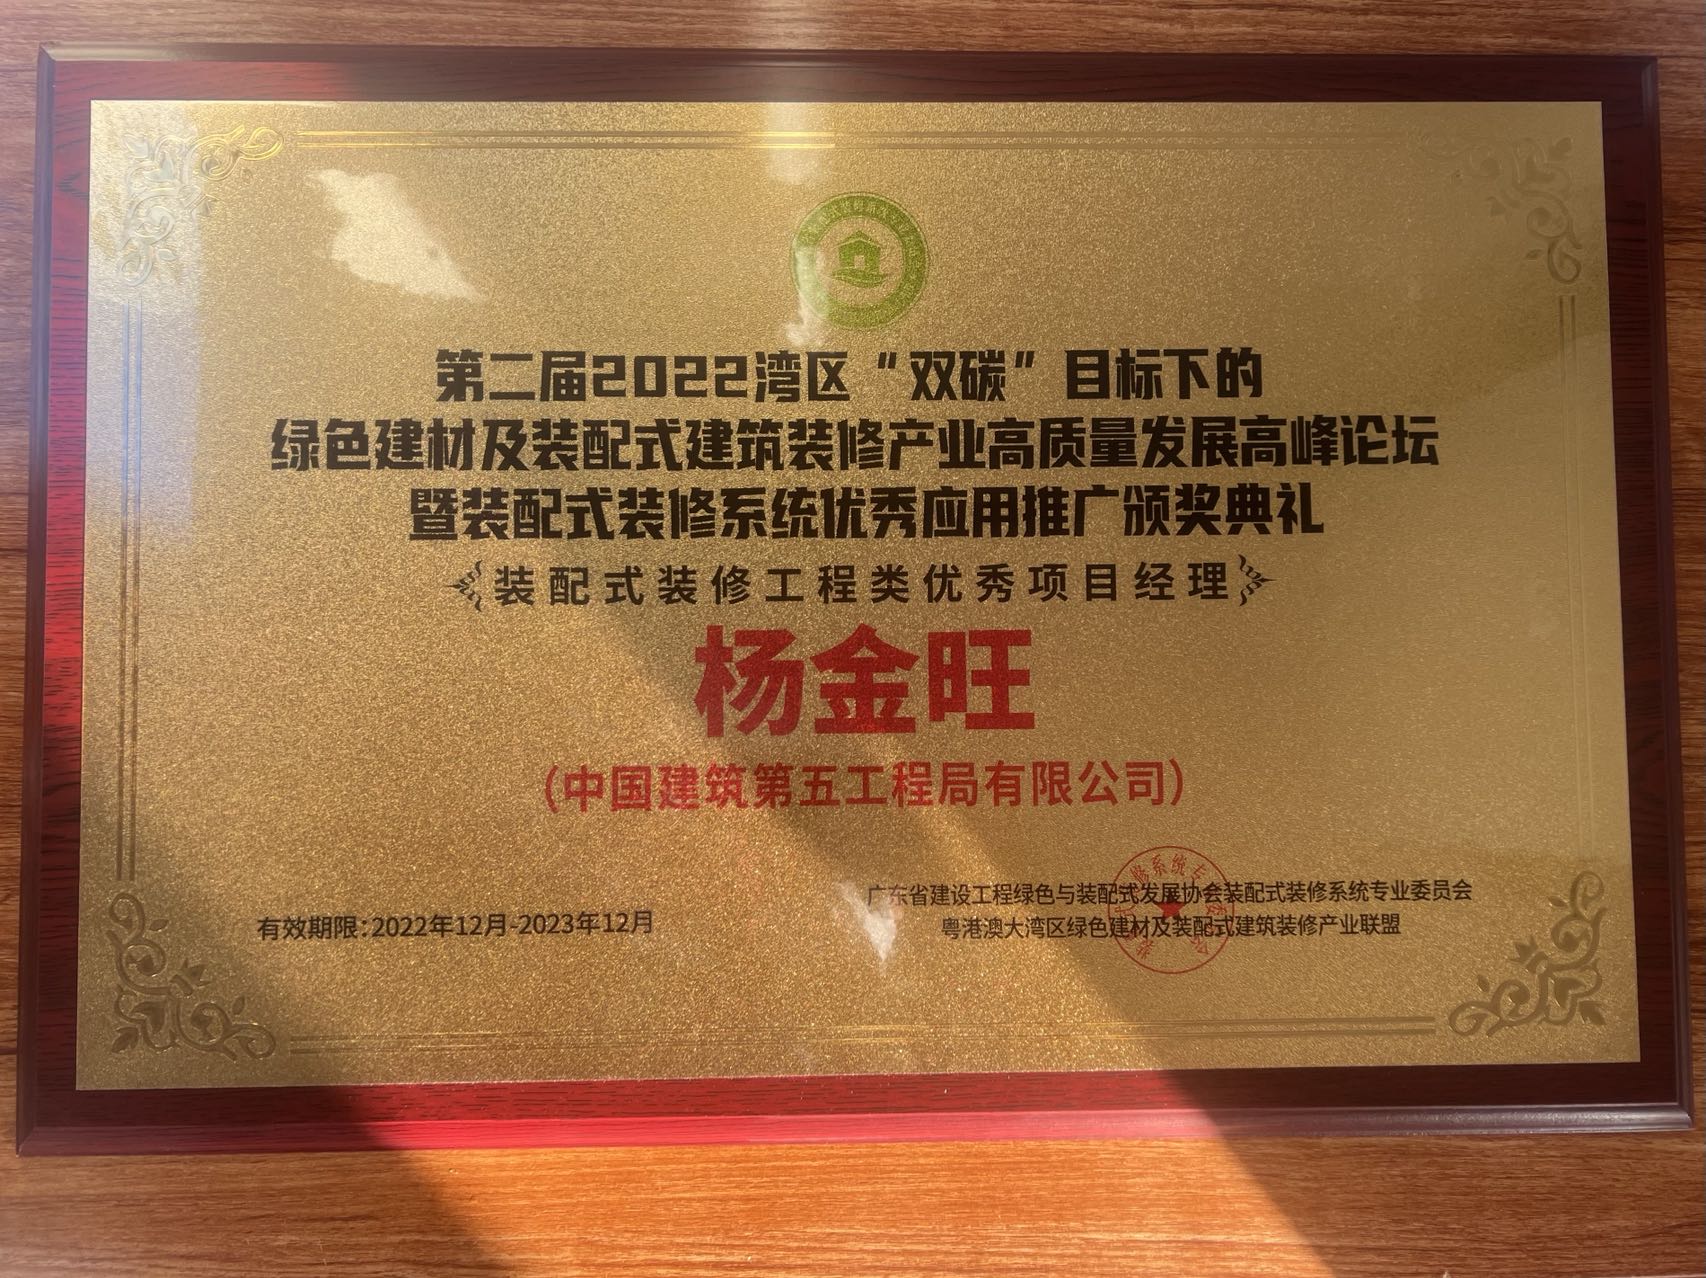 第二届2022湾区“双碳”目标下的
绿色建材及装配式建筑装修产业高质量发展高峰论坛
暨装配式装修系统优秀应用推广颁奖典礼
装配式装修工程类优秀项目经理
杨金旺
(中国建筑第五工程局有限公司)
有效期限:2022年12月-2023年12月
广东省建设工程绿色与装配式发展协会装配式装修系统专业委员会
粤港澳大湾区绿色建材及装配式建筑装修产业联盟
修系统专